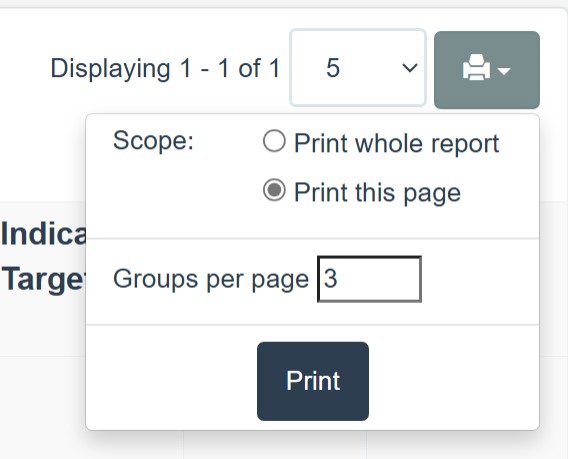 Displaying 1 - 1 of 1 5
Scope: Print whole report
Print this page
Indica
Targe
Groups per page 3
Print